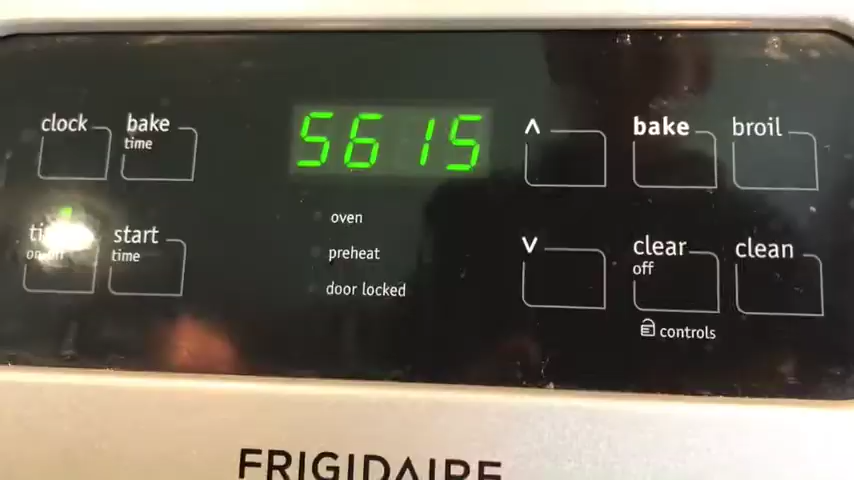 clock
bake
time
5615
^
bake
broil
oven
start
time
preheat
door locked
v
clear
off
clean
controls
FRIGIDAIRE